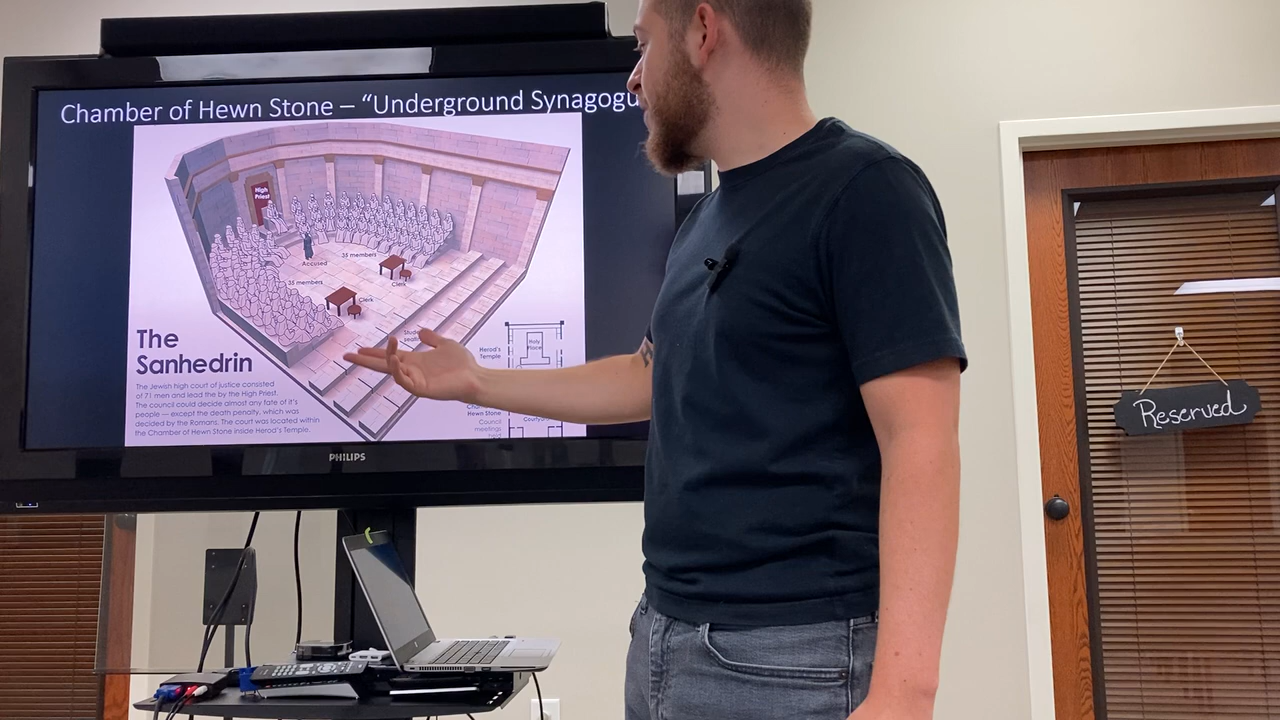 Chamber of Hewn Stone – “Underground Synagogu
High
Priest
Accused
35 members
Clerk
35 members
Clerk
The
Sanhedrin
The Jewish high court of justice consisted
of 71 men and lead the by the High Priest.
The council could decide almost any fate of it's
people — except the death penalty, which was
decided by the Romans. The court was located within
the Chamber of Hewn Stone inside Herod's Temple.
Herod's
Temple
Holy
Place
Hewn Stone
Council
meetings
held
PHILIPS
Reserved